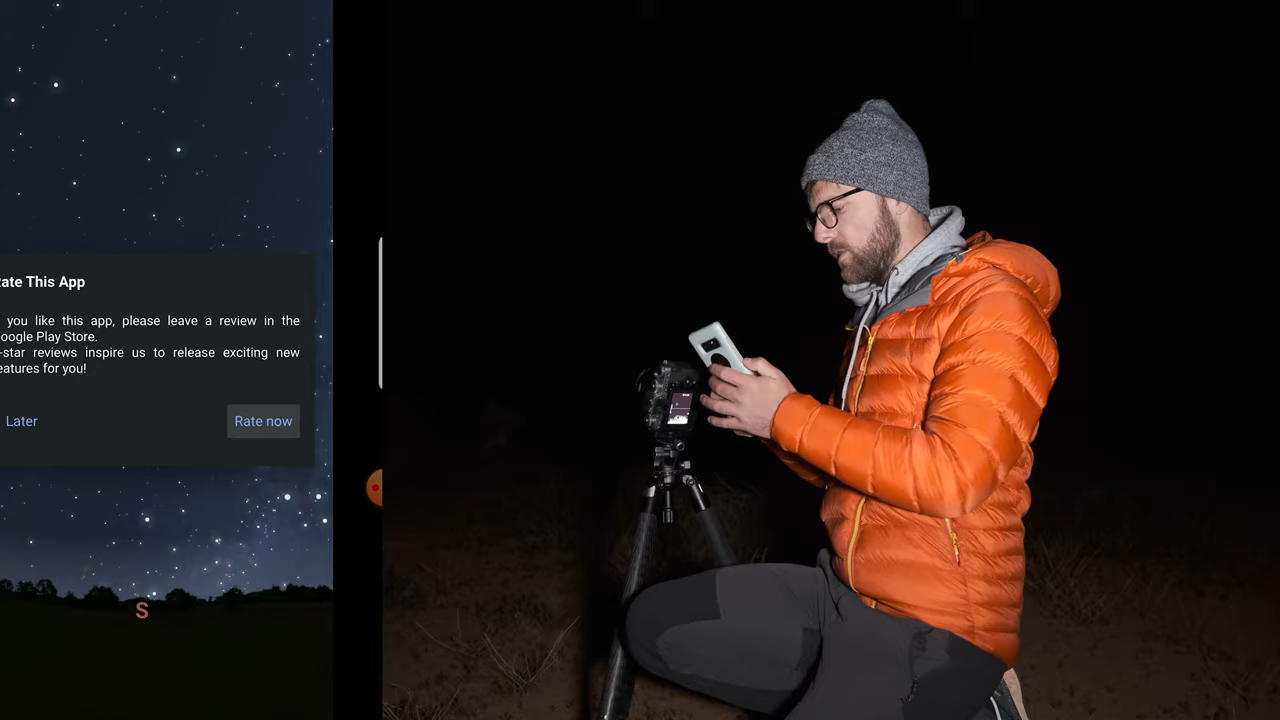 ate This App
you like this app, please leave a review in the
oogle Play Store.
-star reviews inspire us to release exciting new
eatures for you!
Later
Rate now
S